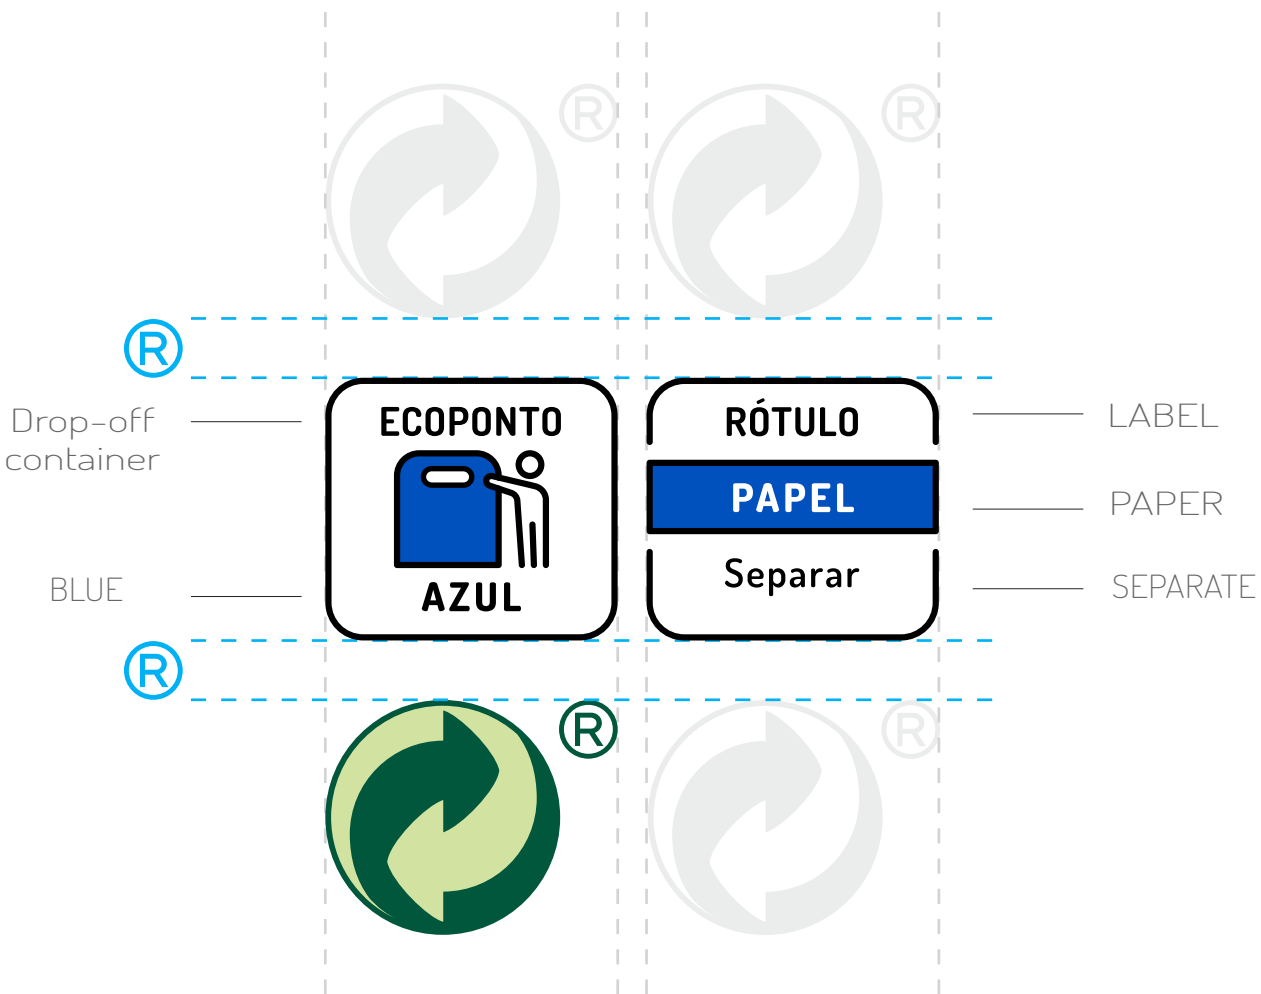 ®
®
®
Drop-off
container
BLUE
®
ECOPONTO
AZUL
RÓTULO
PAPEL
Separar
LABEL
PAPER
SEPARATE
®
®